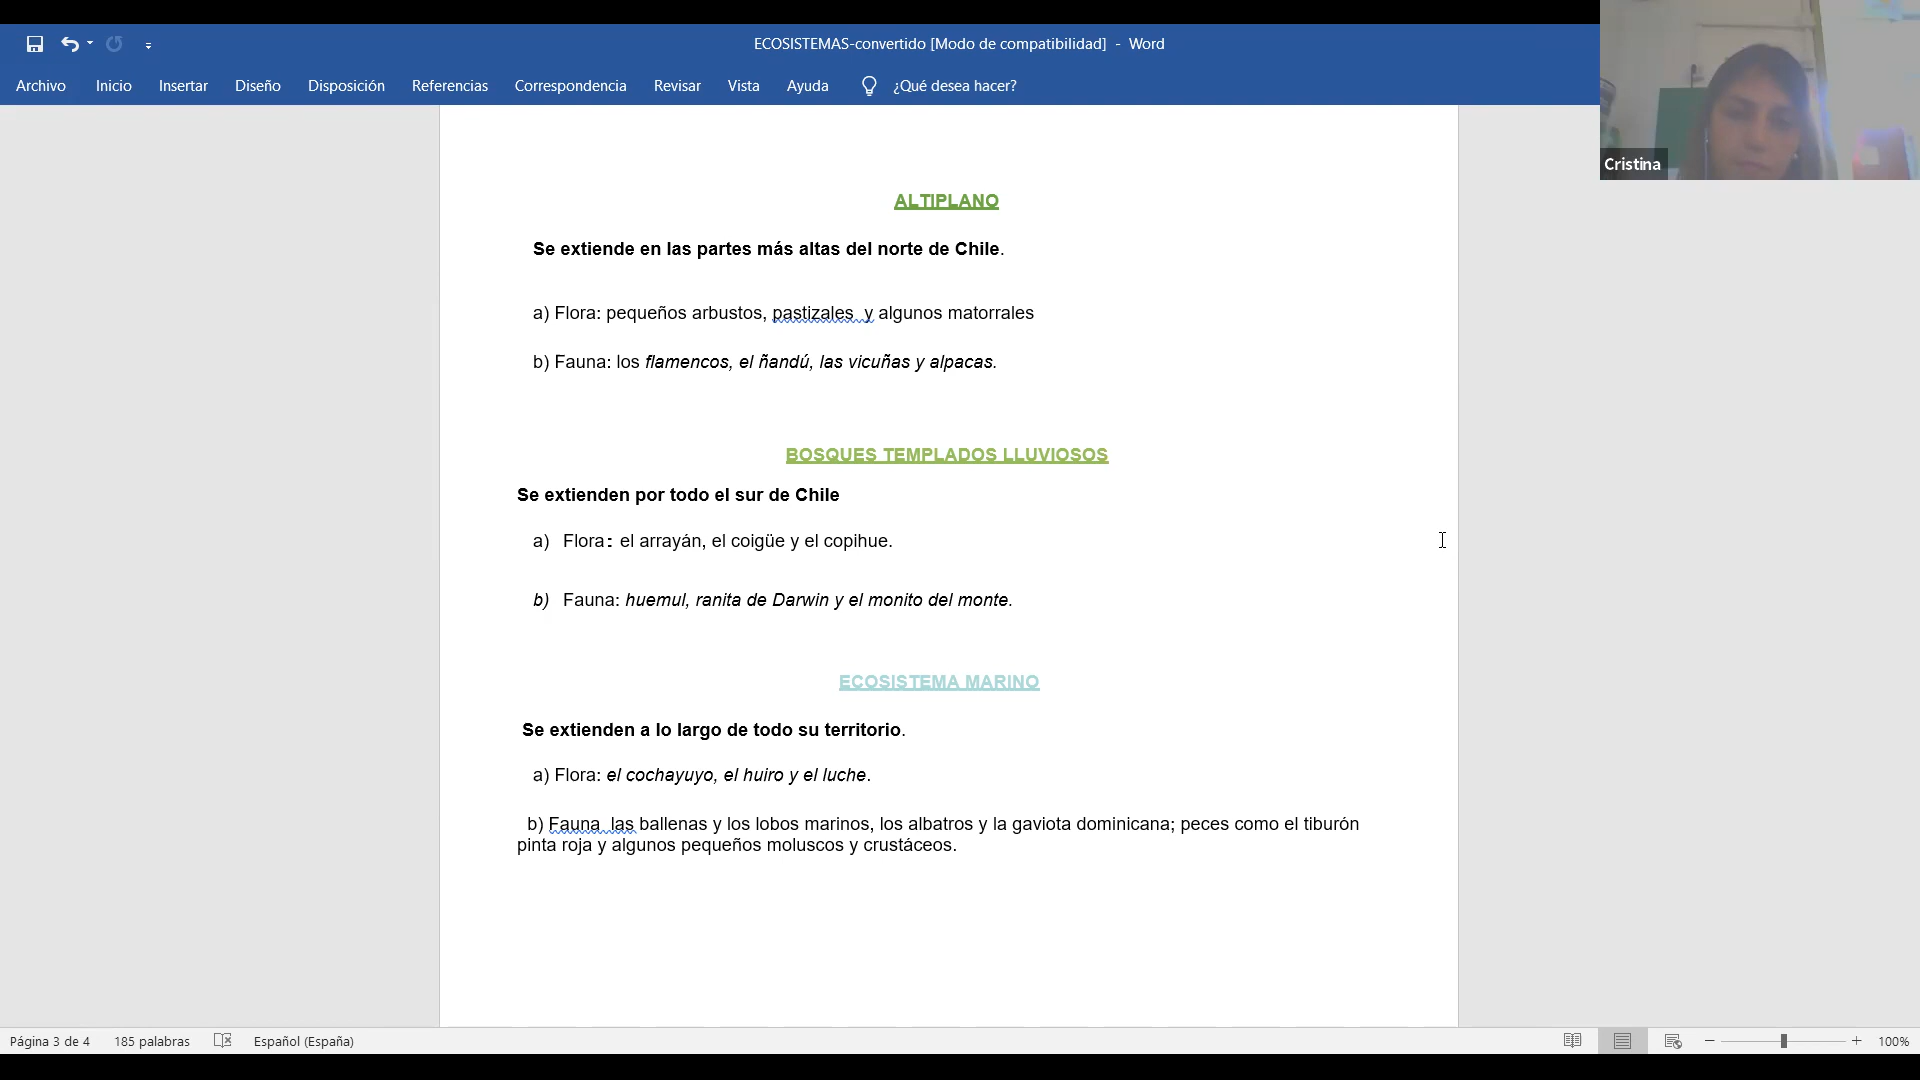 ECOSISTEMAS-convertido [Modo de compatibilidad] - Word
Archivo Inicio Insertar Diseño Disposición Referencias Correspondencia Revisar Vista Ayuda ¿Qué desea hacer?
Cristina
ALTIPLANO
Se extiende en las partes más altas del norte de Chile.
a) Flora: pequeños arbustos, pastizales y algunos matorrales
b) Fauna: los flamencos, el ñandú, las vicuñas y alpacas.
BOSQUES TEMPLADOS LLUVIOSOS
Se extienden por todo el sur de Chile
a) Flora: el arrayán, el coigüe y el copihue.
b) Fauna: huemul, ranita de Darwin y el monito del monte.
ECOSISTEMA MARINO
Se extienden a lo largo de todo su territorio.
a) Flora: el cochayuyo, el huiro y el luche.
b) Fauna las ballenas y los lobos marinos, los albatros y la gaviota dominicana; peces como el tiburón
pinta roja y algunos pequeños moluscos y crustáceos.
Página 3 de 4 185 palabras Español (España) 100%